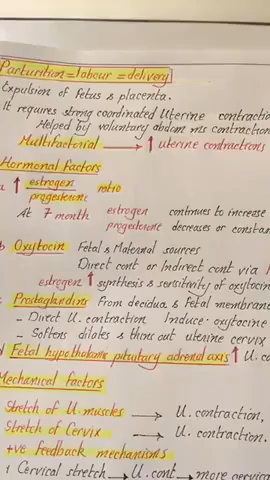 Parturition = labour = delivery
Expulsion of fetus & placenta.
It requires strong coordinated Uterine contraction
Helped by voluntary abdom ms contraction
Multifactorial → ↑ uterine contractions
Hormonal factors
a ↑ estrogen
progesterone ratio
At 7 month estrogen continues to increase
progesterone decreases or constan
b Oxytocin Fetal & Maternal sources
Direct cont or Indirect cont via
estrogen ↑ synthesis & sensitivity of oxytocin
c Prostaglandins From decidua & Fetal membrane
- Direct U. contraction Induce oxytocine
- Softens dilates & thins out uterine cervix
d) Fetal hypothalamic pituitary adrenal axis ↑ U. c
Mechanical factors
Stretch of U. muscles → U. contraction,
Stretch of Cervix → U. contraction.
+ve feedback mechanisms
1 Cervical stretch → U. cont → more cervica